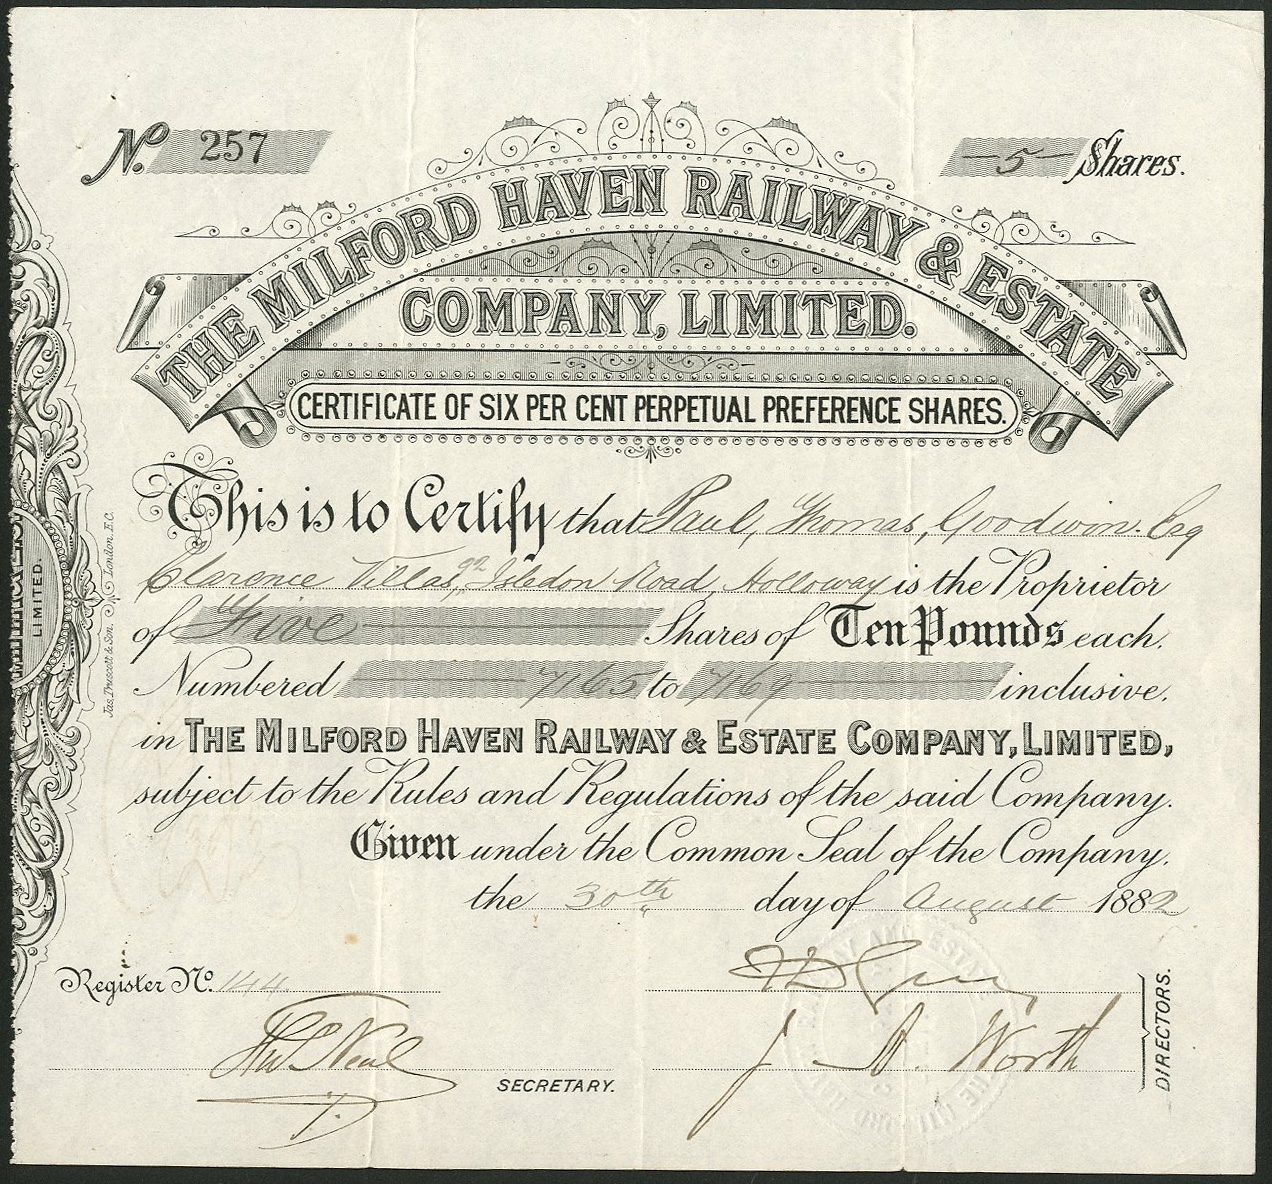 No. 257
—5— Shares.
THE MILFORD HAVEN RAILWAY & ESTATE
COMPANY, LIMITED.
CERTIFICATE OF SIX PER CENT PERPETUAL PREFERENCE SHARES.
This is to Certify that Paul, Thomas, Goodwin. Esq
Clarence Villas, Isledon Road, Holloway is the Proprietor
of Five Shares of Ten Pounds each.
Numbered 7165 to 7169 inclusive.
in THE MILFORD HAVEN RAILWAY & ESTATE COMPANY, LIMITED,
subject to the Rules and Regulations of the said Company.
Given under the Common Seal of the Company.
the 30th day of August 1882
Register No. 144
J. A. Worth
SECRETARY.
DIRECTORS.
Jas. Truscott & Son. London. E.C.
LIMITED.